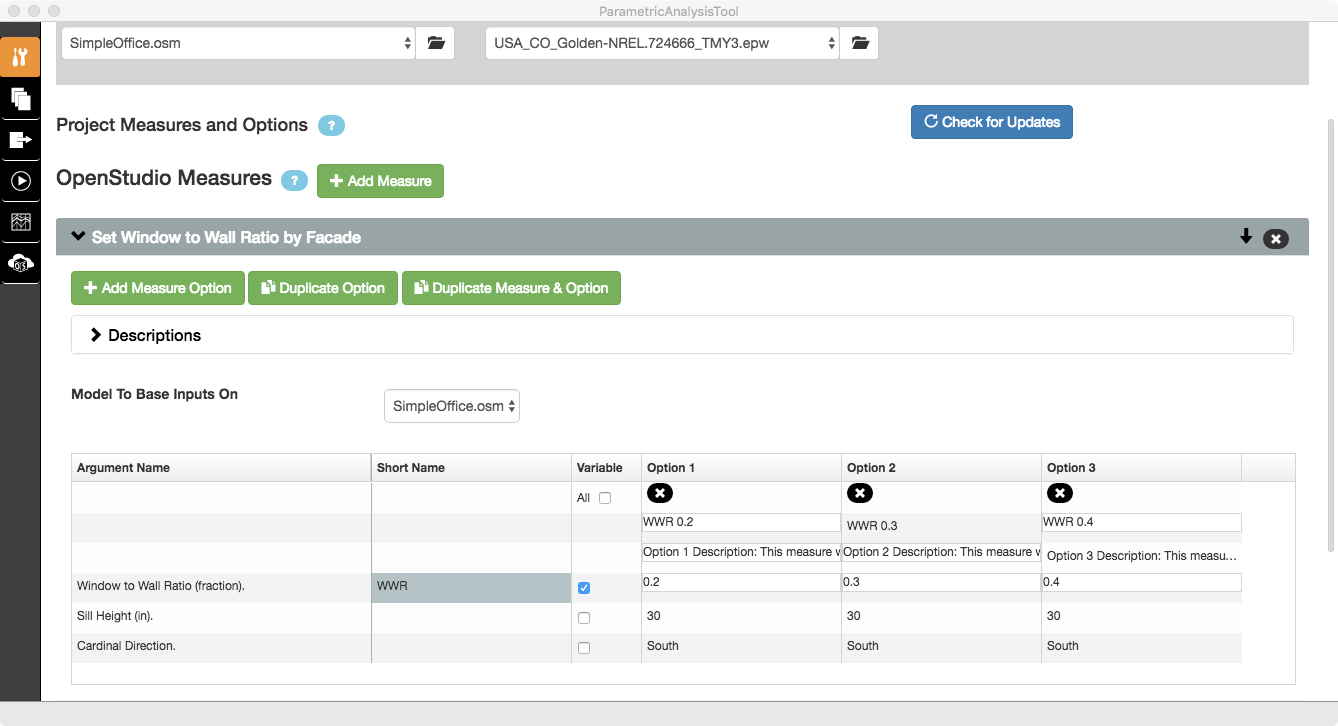 ParametricAnalysisTool
SimpleOffice.osm USA_CO_Golden-NREL.724666_TMY3.epw
Project Measures and Options ? Check for Updates
OpenStudio Measures ? Add Measure
Set Window to Wall Ratio by Facade
Add Measure Option Duplicate Option Duplicate Measure & Option
Descriptions
Model To Base Inputs On
SimpleOffice.osm
Argument Name Short Name Variable Option 1 Option 2 Option 3
All
WWR 0.2 WWR 0.3 WWR 0.4
Option 1 Description: This measure w Option 2 Description: This measure w Option 3 Description: This measu...
Window to Wall Ratio (fraction). WWR 0.2 0.3 0.4
Sill Height (in). 30 30 30
Cardinal Direction. South South South